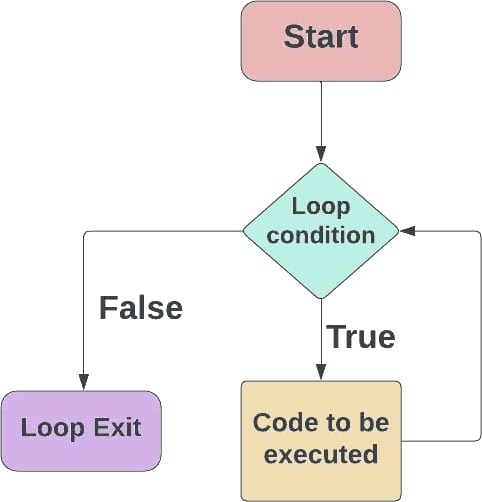 Start
Loop
condition
False
True
Loop Exit
Code to be
executed